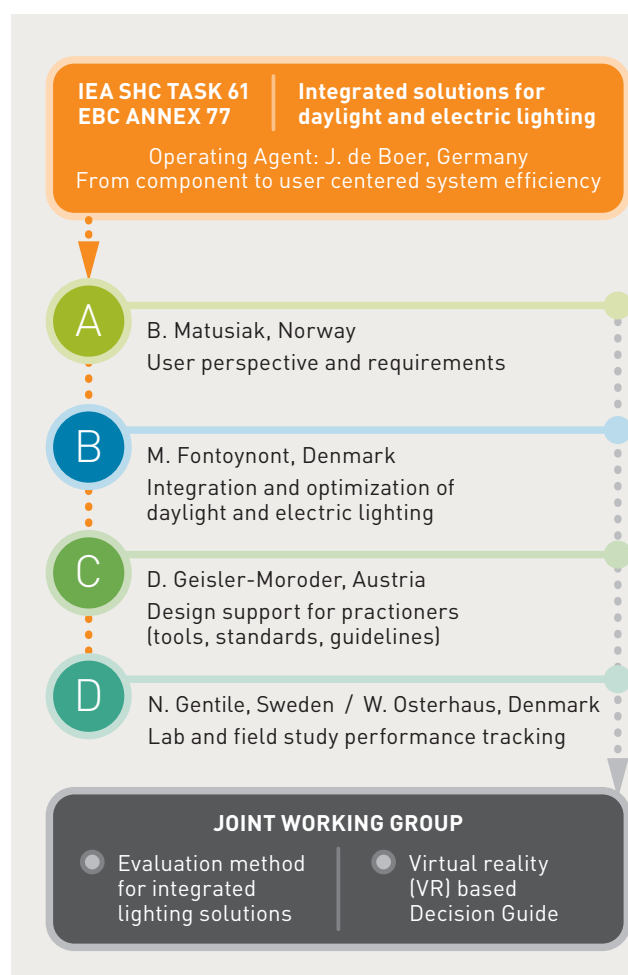 IEA SHC TASK 61
EBC ANNEX 77
Integrated solutions for
daylight and electric lighting
Operating Agent: J. de Boer, Germany
From component to user centered system efficiency
A
B. Matusiak, Norway
User perspective and requirements
B
M. Fontoynont, Denmark
Integration and optimization of
daylight and electric lighting
C
D. Geisler-Moroder, Austria
Design support for practioners
(tools, standards, guidelines)
D
N. Gentile, Sweden / W. Osterhaus, Denmark
Lab and field study performance tracking
JOINT WORKING GROUP
Evaluation method
for integrated
lighting solutions
Virtual reality
(VR) based
Decision Guide